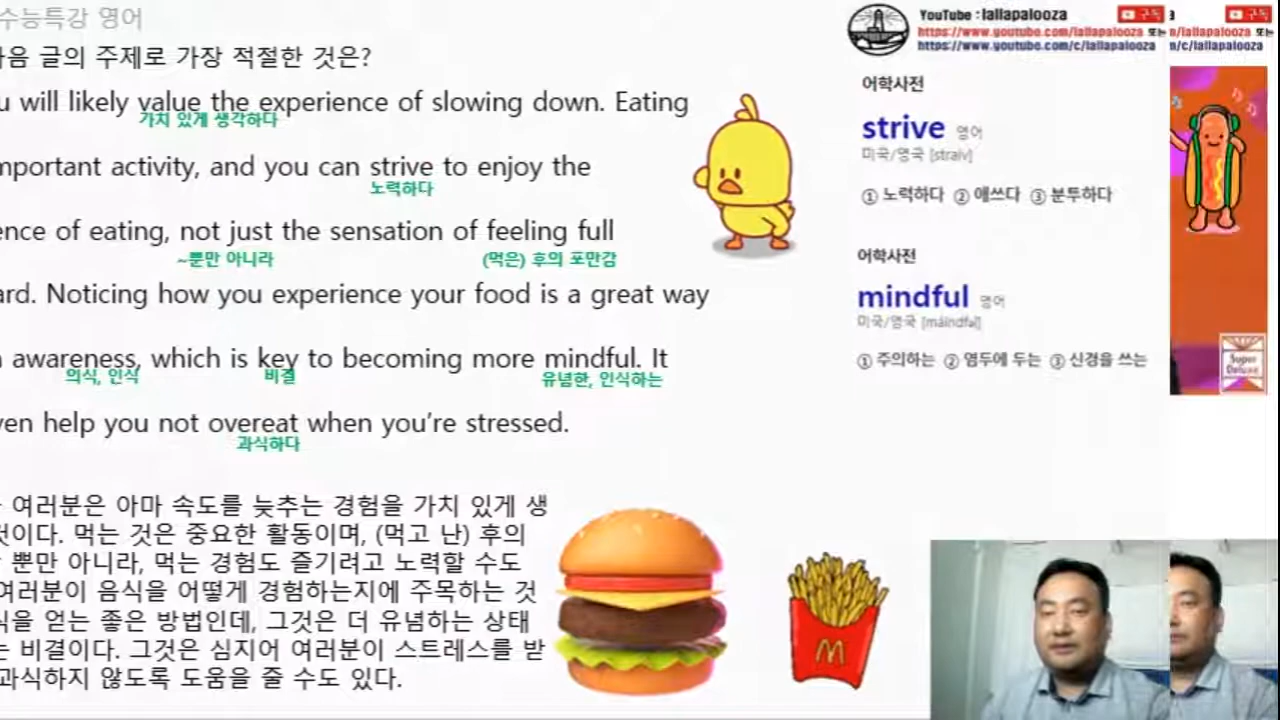 수능특강 영어
음 글의 주제로 가장 적절한 것은?
will likely value the experience of slowing down. Eating
가치 있게 생각하다
mportant activity, and you can strive to enjoy the
노력하다
ence of eating, not just the sensation of feeling full
~뿐만 아니라 (먹은) 후의 포만감
ard. Noticing how you experience your food is a great way
awareness, which is key to becoming more mindful. It
의식, 인식 비결 유념한, 인식하는
ven help you not overeat when you're stressed.
과식하다
여러분은 아마 속도를 늦추는 경험을 가치 있게 생
것이다. 먹는 것은 중요한 활동이며, (먹고 난) 후의
뿐만 아니라, 먹는 경험도 즐기려고 노력할 수도
여러분이 음식을 어떻게 경험하는지에 주목하는 것
식을 얻는 좋은 방법인데, 그것은 더 유념하는 상태
는 비결이다. 그것은 심지어 여러분이 스트레스를 받
과식하지 않도록 도움을 줄 수도 있다.
YouTube : lallapalooza 구독
https://www.youtube.com/lallapalooza 또는
https://www.youtube.com/c/lallapalooza
구독
n/lallapalooza 또는
n/c/lallapalooza
어학사전
strive 영어
미국/영국 [straiv]
① 노력하다 ② 애쓰다 ③ 분투하다
어학사전
mindful 영어
미국/영국 [máindfəl]
① 주의하는 ② 염두에 두는 ③ 신경을 쓰는
Super
Deluxe